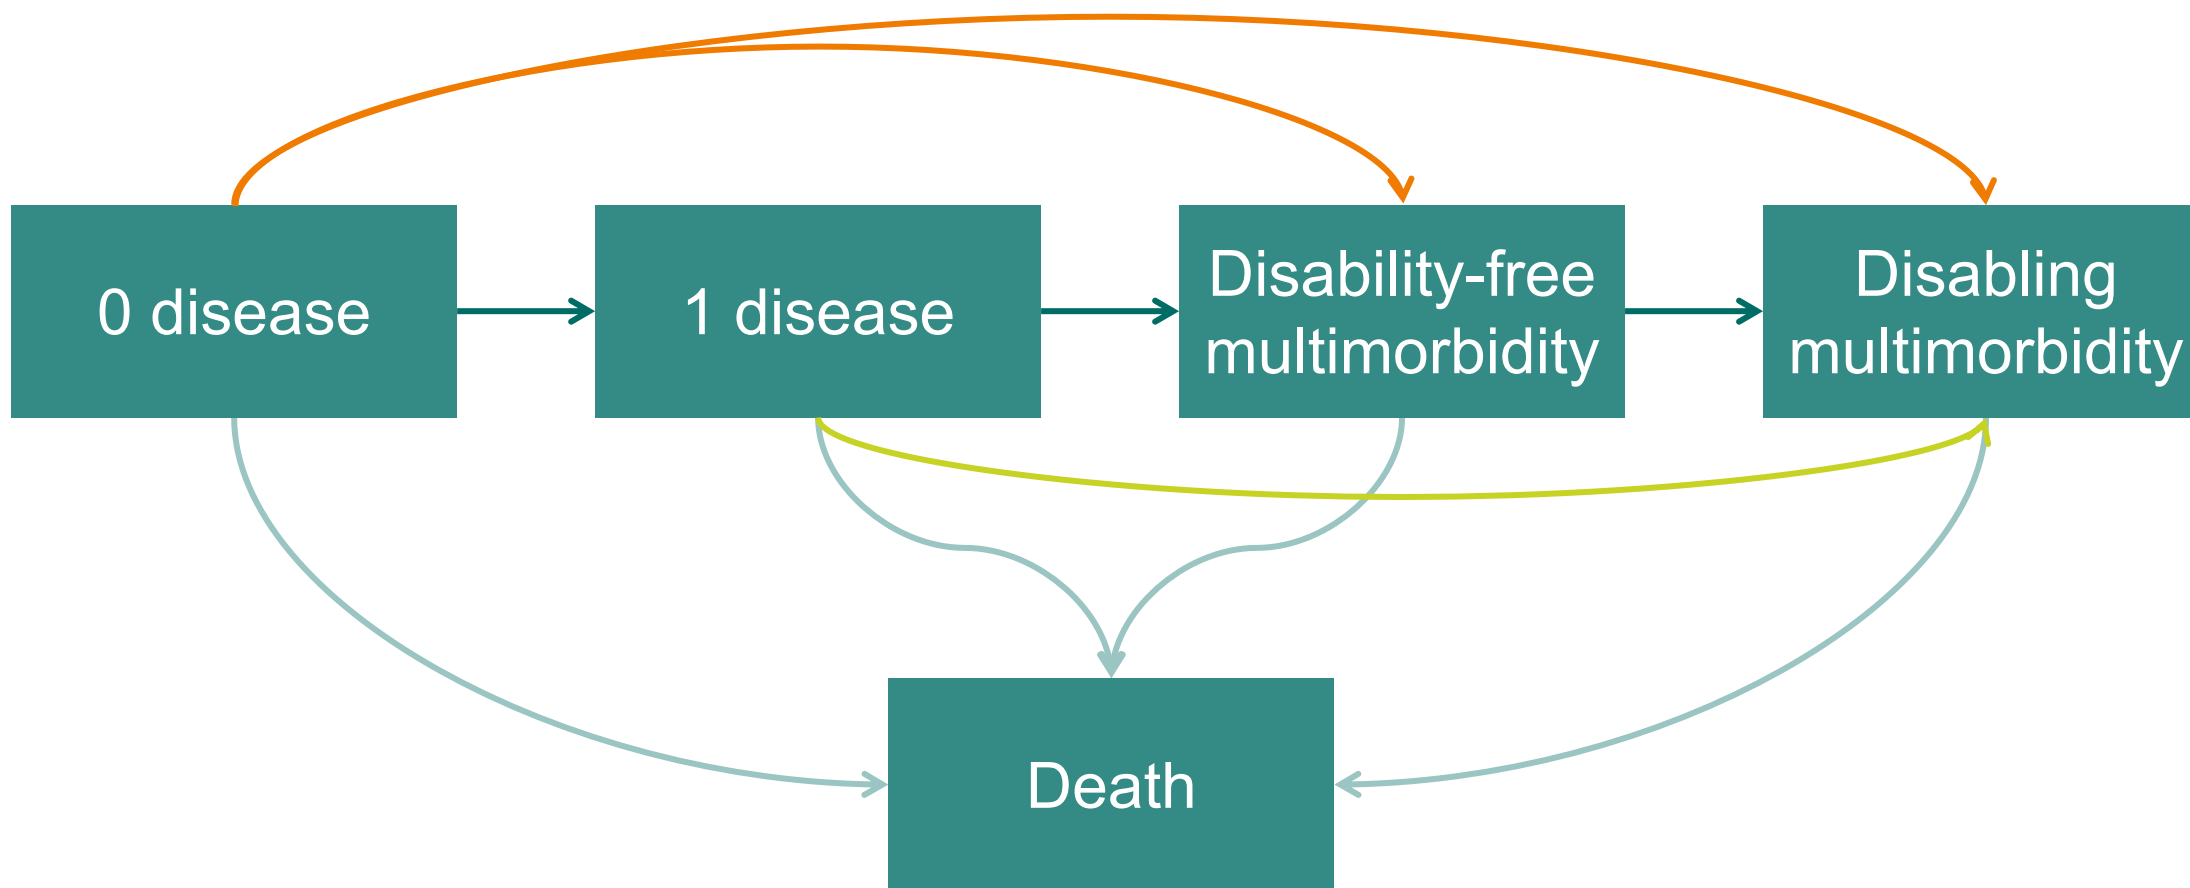 0 disease
1 disease
Disability-free
multimorbidity
Disabling
multimorbidity
Death